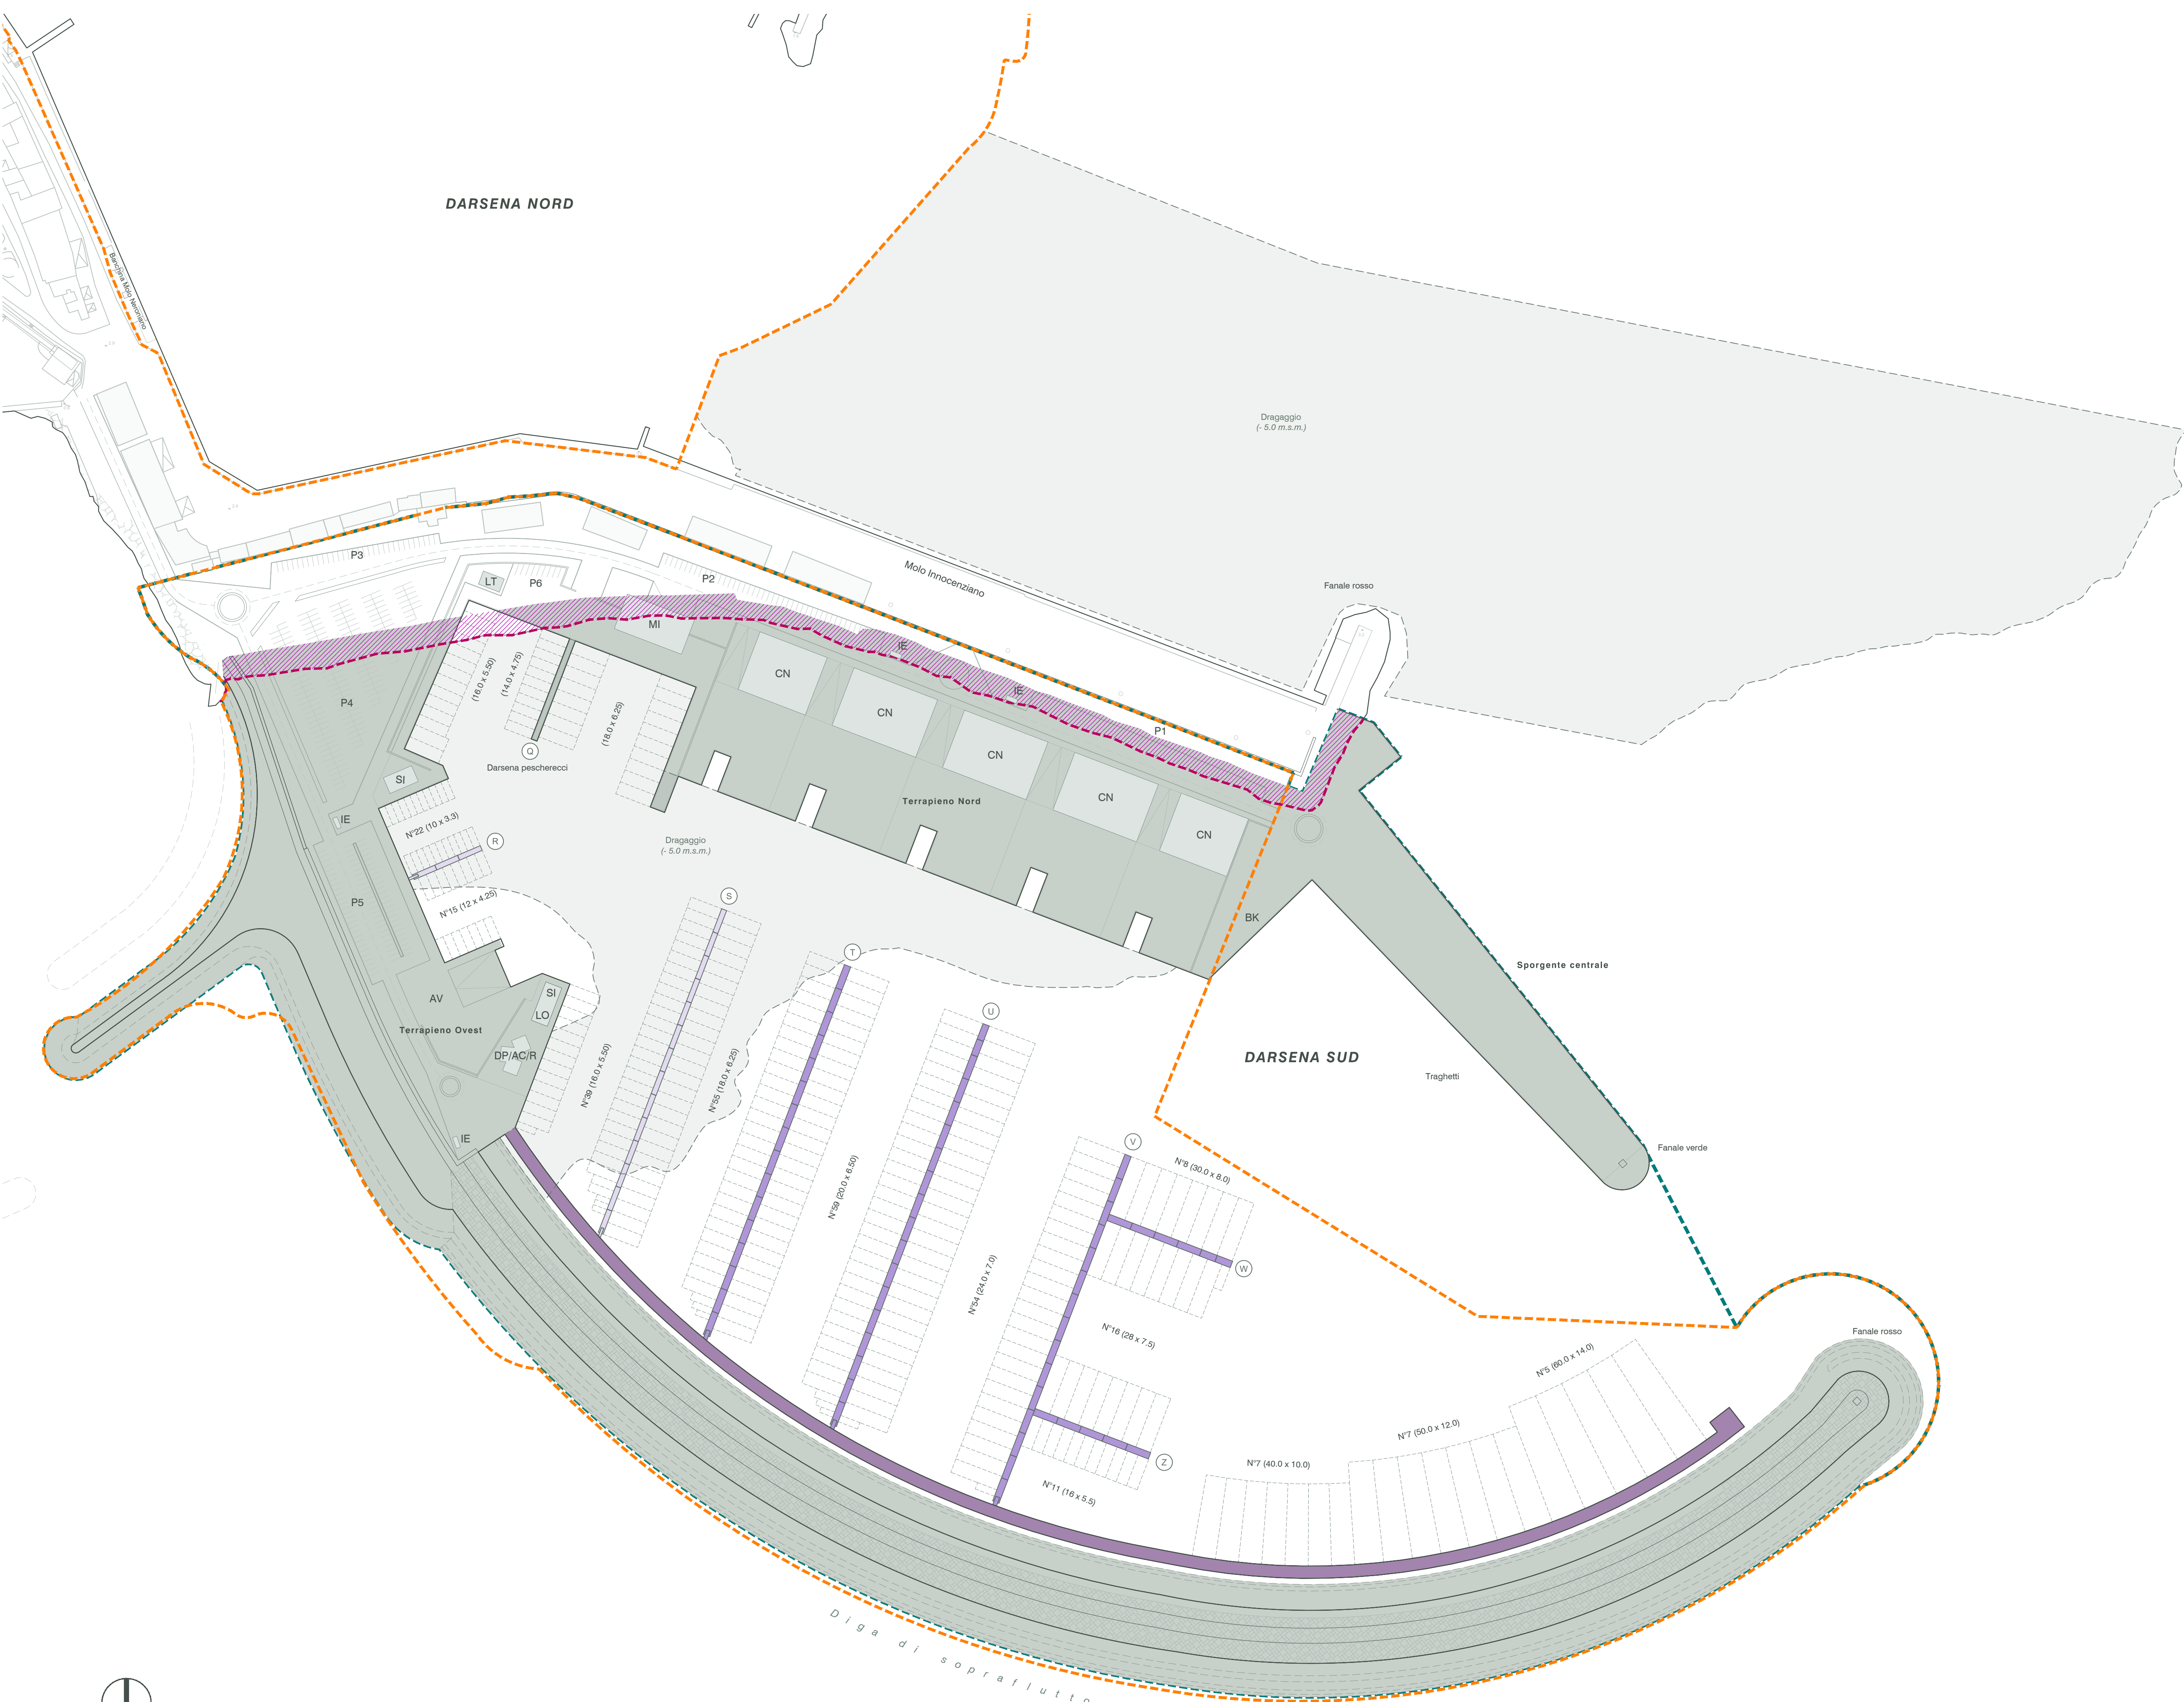 DARSENA NORD
Banchina Molo Neroniano
Dragaggio
(- 5.0 m.s.m.)
Molo Innocenziano
Fanale rosso
P3
P2
LT
P6
MI
IE
IE
P1
CN
CN
CN
CN
CN
(16.0 x 5.50)
(14.0 x 4.75)
(18.0 x 6.25)
P4
Q
Darsena pescherecci
SI
IE
N°22 (10 x 3.3)
R
Terrapieno Nord
Dragaggio
(- 5.0 m.s.m.)
P5
N°15 (12 x 4.25)
S
BK
T
Sporgente centrale
AV
SI
LO
U
Terrapieno Ovest
DP/AC/R
DARSENA SUD
Traghetti
N°39 (16.0 x 5.50)
N°55 (18.0 x 6.25)
IE
V
Fanale verde
N°8 (30.0 x 8.0)
N°59 (20.0 x 6.50)
W
N°54 (24.0 x 7.0)
N°16 (28 x 7.5)
Fanale rosso
N°5 (60.0 x 14.0)
N°7 (50.0 x 12.0)
Z
N°7 (40.0 x 10.0)
N°11 (16 x 5.5)
Diga di sopraflutto